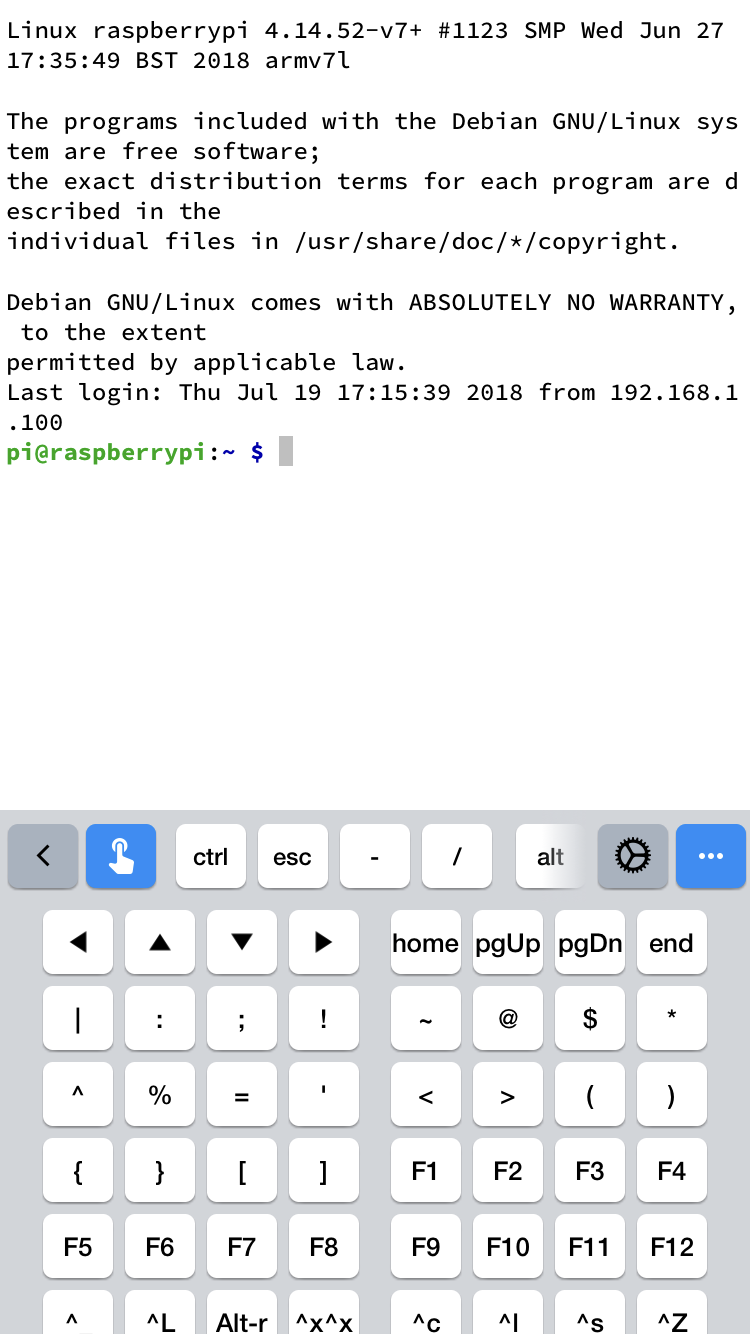 Linux raspberrypi 4.14.52-v7+ #1123 SMP Wed Jun 27
17:35:49 BST 2018 armv7l
The programs included with the Debian GNU/Linux sys
tem are free software;
the exact distribution terms for each program are d
escribed in the
individual files in /usr/share/doc/*/copyright.
Debian GNU/Linux comes with ABSOLUTELY NO WARRANTY,
 to the extent
permitted by applicable law.
Last login: Thu Jul 19 17:15:39 2018 from 192.168.1
.100
pi@raspberrypi:~ $
ctrl esc - / alt
◀ ▲ ▼ ▶ home pgUp pgDn end
| : ; ! ~ @ $ *
^ % = ' < > ( )
{ } [ ] F1 F2 F3 F4
F5 F6 F7 F8 F9 F10 F11 F12
^_ ^L Alt-r ^x^x ^c ^l ^s ^Z